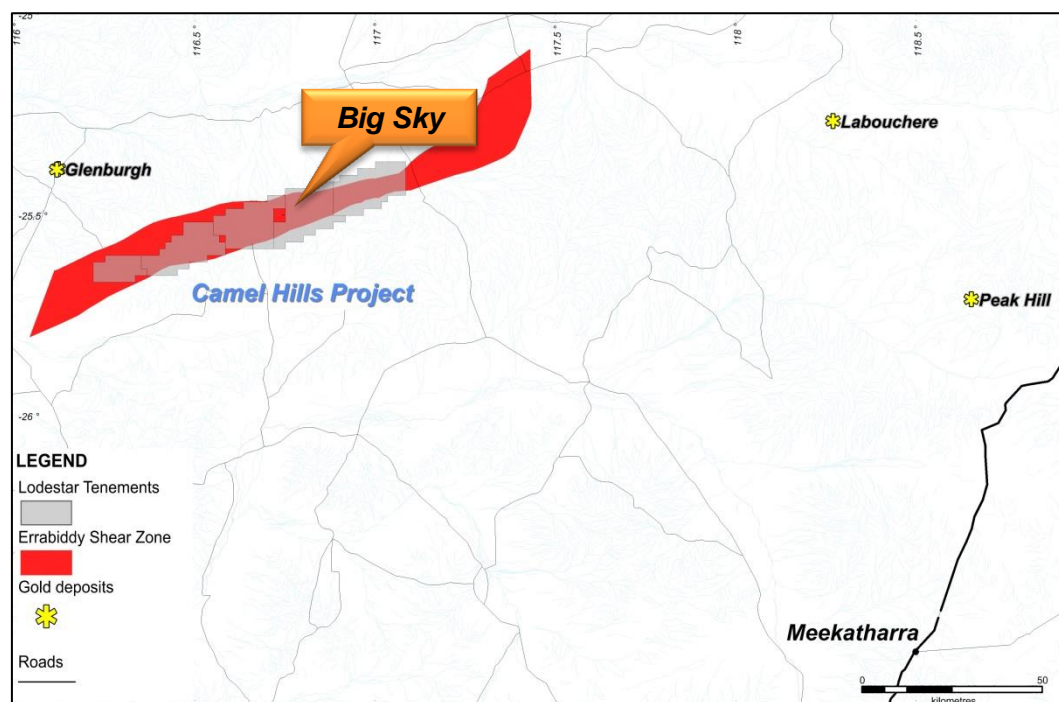 -25
116
116.5
117
117.5
118
118.5
Big Sky
Labouchere
Glenburgh
-25.5
°
Camel Hills Project
Peak Hill
-26 °
LEGEND
Lodestar Tenements
Errabiddy Shear Zone
Gold deposits
Roads
Meekatharra
0
50
kilometres